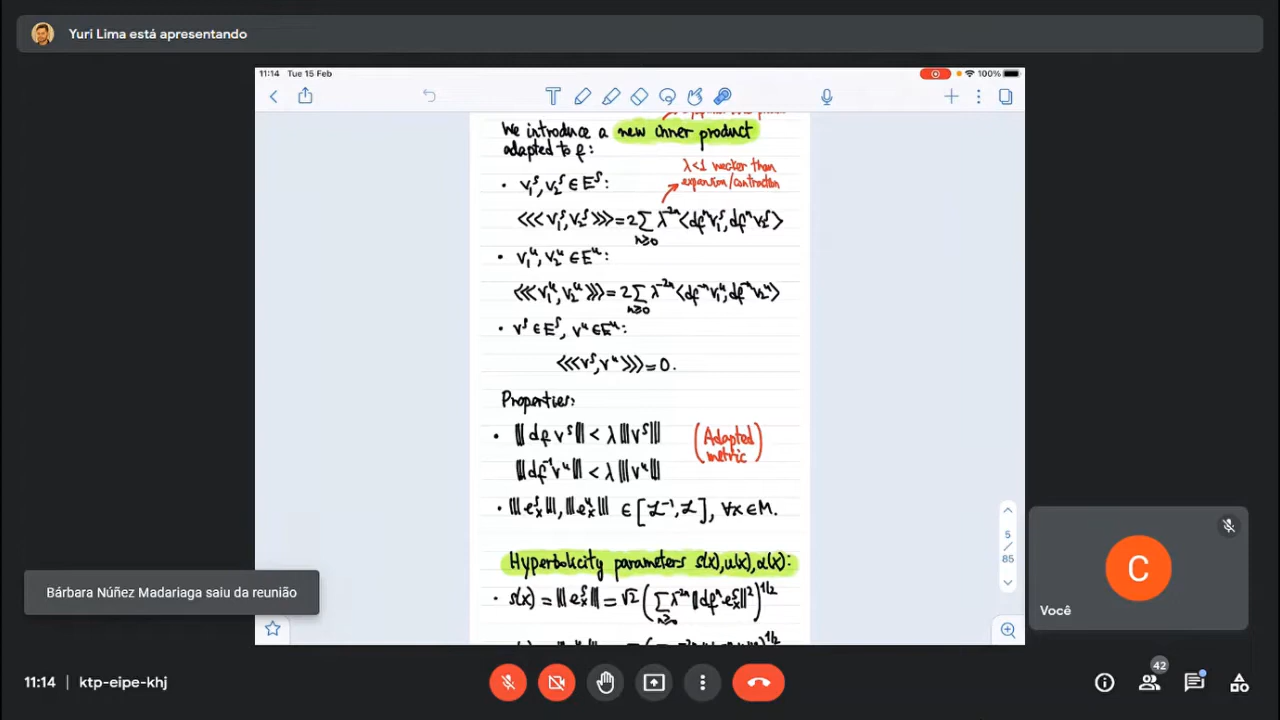 Yuri Lima está apresentando
11:14 Tue 15 Feb
100%
We introduce a new inner product
adapted to f:
λ<1 weaker than
expansion/contraction
• v₁ˢ, v₂ˢ ∈ Eˢ:
⟨⟨⟨v₁ˢ, v₂ˢ⟩⟩⟩ = 2 ∑_{n≥0} λ⁻²ⁿ ⟨dfⁿv₁ˢ, dfⁿv₂ˢ⟩
• v₁ᵘ, v₂ᵘ ∈ Eᵘ:
⟨⟨⟨v₁ᵘ, v₂ᵘ⟩⟩⟩ = 2 ∑_{n≥0} λ⁻²ⁿ ⟨df⁻ⁿv₁ᵘ, df⁻ⁿv₂ᵘ⟩
• vˢ ∈ Eˢ, vᵘ ∈ Eᵘ:
⟨⟨⟨vˢ, vᵘ⟩⟩⟩ = 0.
Properties:
• |||df vˢ||| < λ |||vˢ|||
(Adapted
metric)
|||df⁻¹vᵘ||| < λ |||vᵘ|||
• |||eₓˢ|||, |||eₓᵘ||| ∈ [𝓛⁻¹, 𝓛], ∀x ∈ M.
Hyperbolicity parameters s(x), u(x), α(x):
• s(x) = |||eₓˢ||| = √2 (∑_{n≥0} λ⁻²ⁿ ||dfⁿeₓˢ||²)^{1/2}
5
/
85
C
Você
Bárbara Núñez Madariaga saiu da reunião
11:14 | ktp-eipe-khj
42